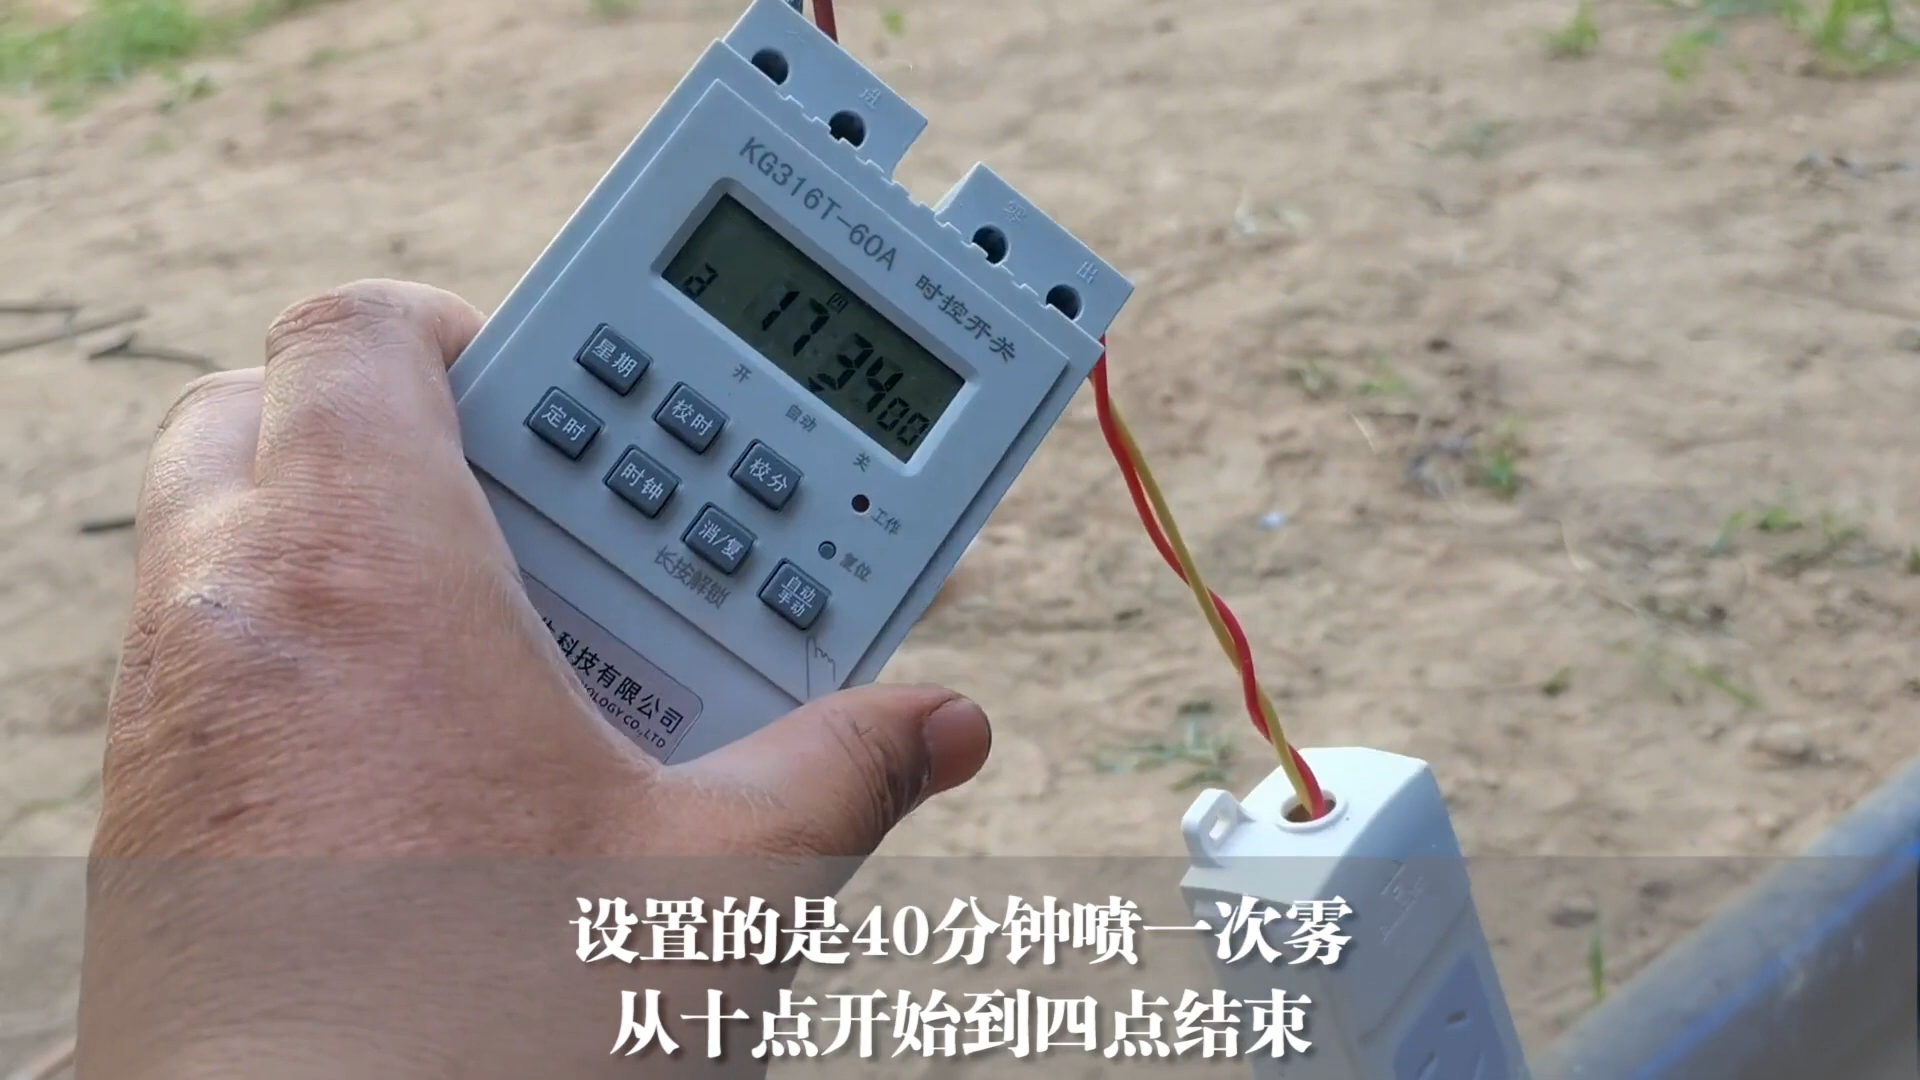 进
零
出
KG316T-60A 时控开关
四
a 17 34 00
开
自动
关
星期
校时
校分
定时
时钟
消/复
自动
手动
工作
复位
长按解锁
科技有限公司
OLOGY CO.,LTD
设置的是40分钟喷一次雾
从十点开始到四点结束